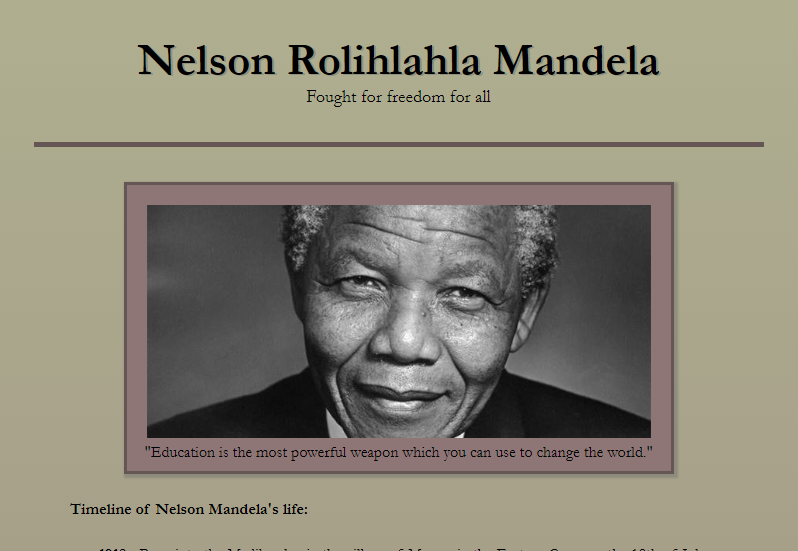 Nelson Rolihlahla Mandela
Fought for freedom for all
"Education is the most powerful weapon which you can use to change the world."
Timeline of Nelson Mandela's life: